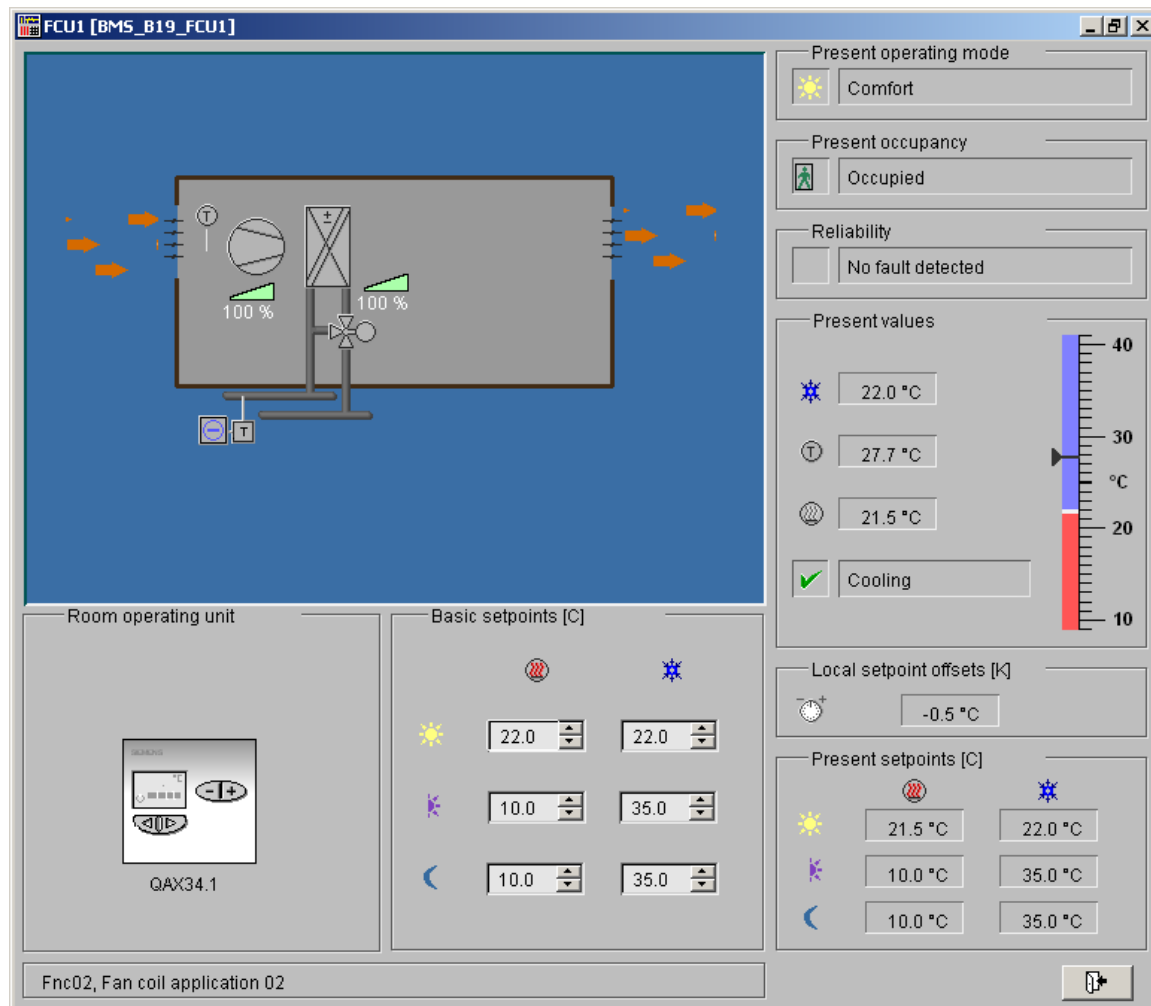 FCU1 [BMS_B19_FCU1]
Present operating mode
Comfort
Present occupancy
Occupied
Reliability
No fault detected
T
±
100 %
100 %
T
Present values
22.0 °C
T
27.7 °C
21.5 °C
Cooling
40
30
°C
20
10
Room operating unit
SIEMENS
°C
QAX34.1
Basic setpoints [C]
22.0 22.0
10.0 35.0
10.0 35.0
Local setpoint offsets [K]
- +
-0.5 °C
Present setpoints [C]
21.5 °C 22.0 °C
10.0 °C 35.0 °C
10.0 °C 35.0 °C
Fnc02, Fan coil application 02